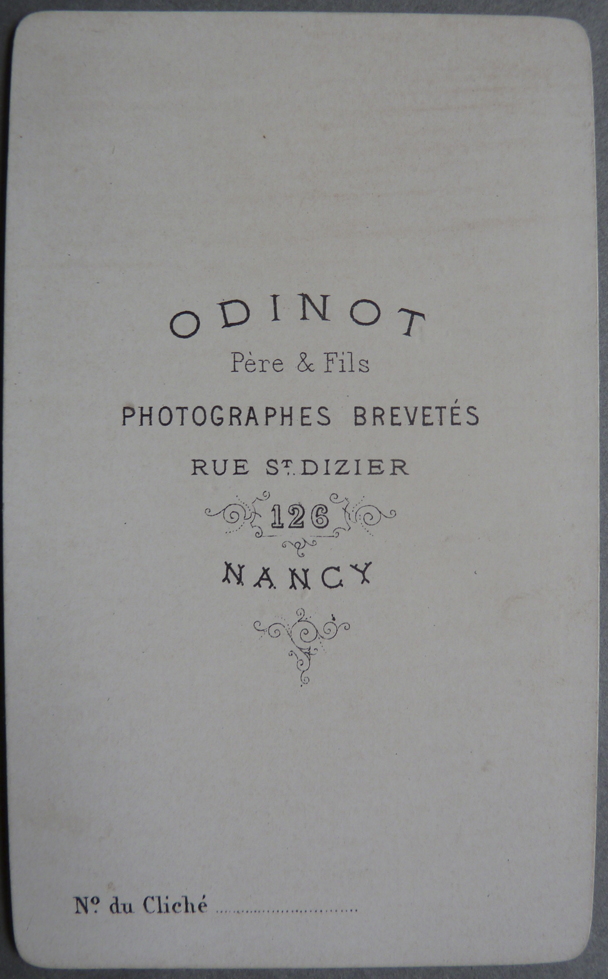 ODINOT
Père & Fils
PHOTOGRAPHES BREVETÉS
RUE ST. DIZIER
126
NANCY
Nº du Cliché ..............................